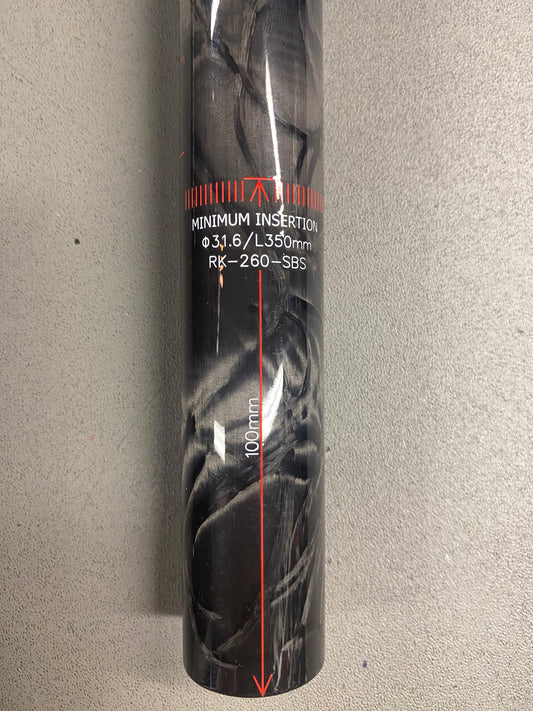 MINIMUM INSERTION
Φ31.6/L350mm
RK-260-SBS
100mm